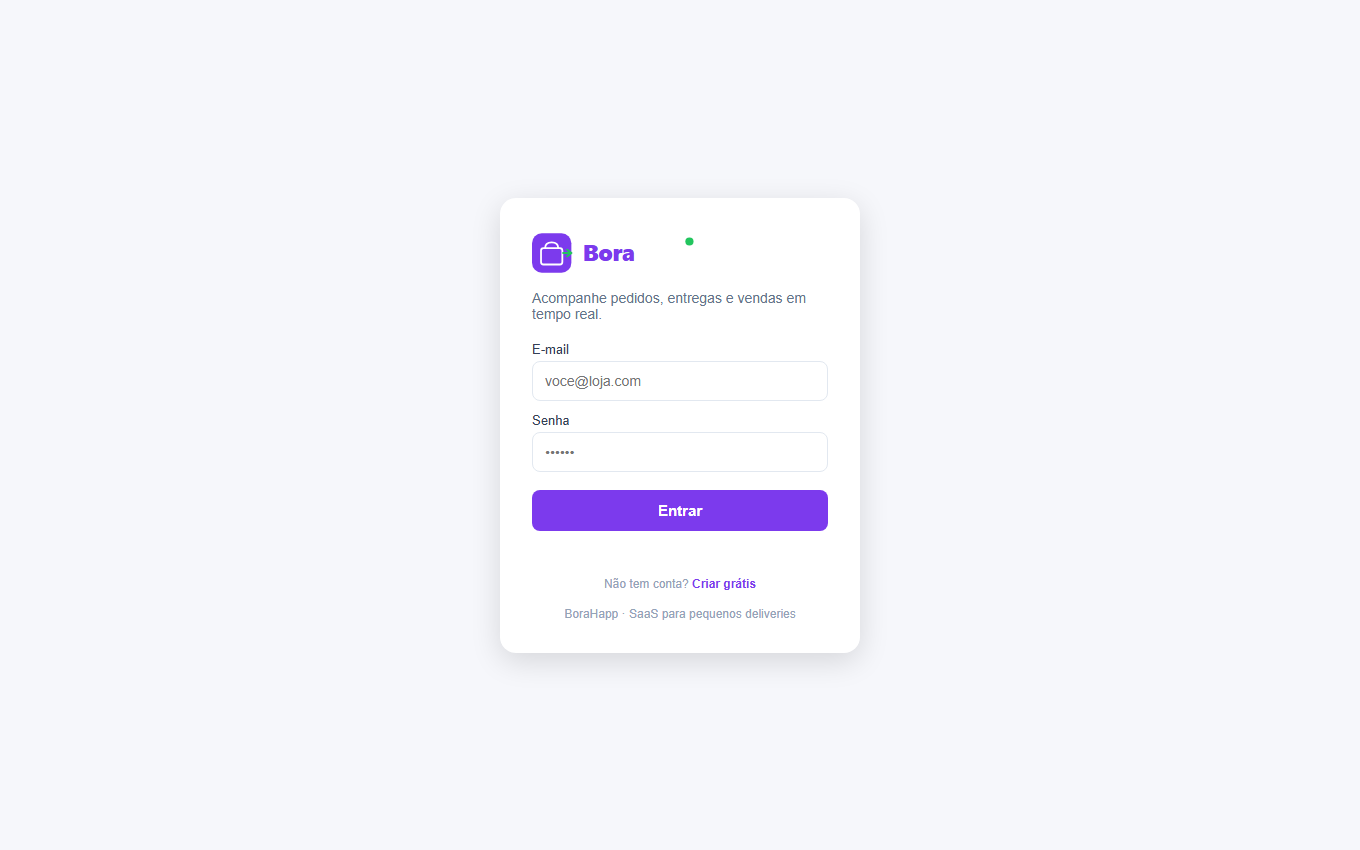 Bora
Acompanhe pedidos, entregas e vendas em
tempo real.
E-mail
voce@loja.com
Senha
••••••
Entrar
Não tem conta? Criar grátis
BoraHapp · SaaS para pequenos deliveries